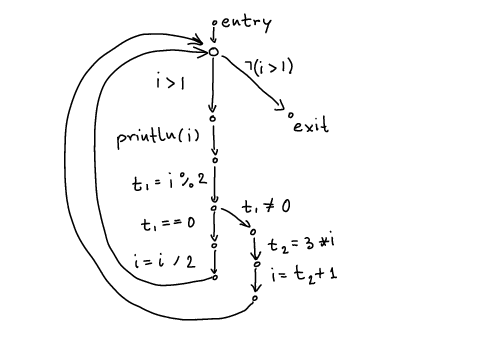 entry
i > 1
¬(i > 1)
exit
println(i)
t₁ = i % 2
t₁ == 0
t₁ ≠ 0
i = i / 2
t₂ = 3 * i
i = t₂ + 1